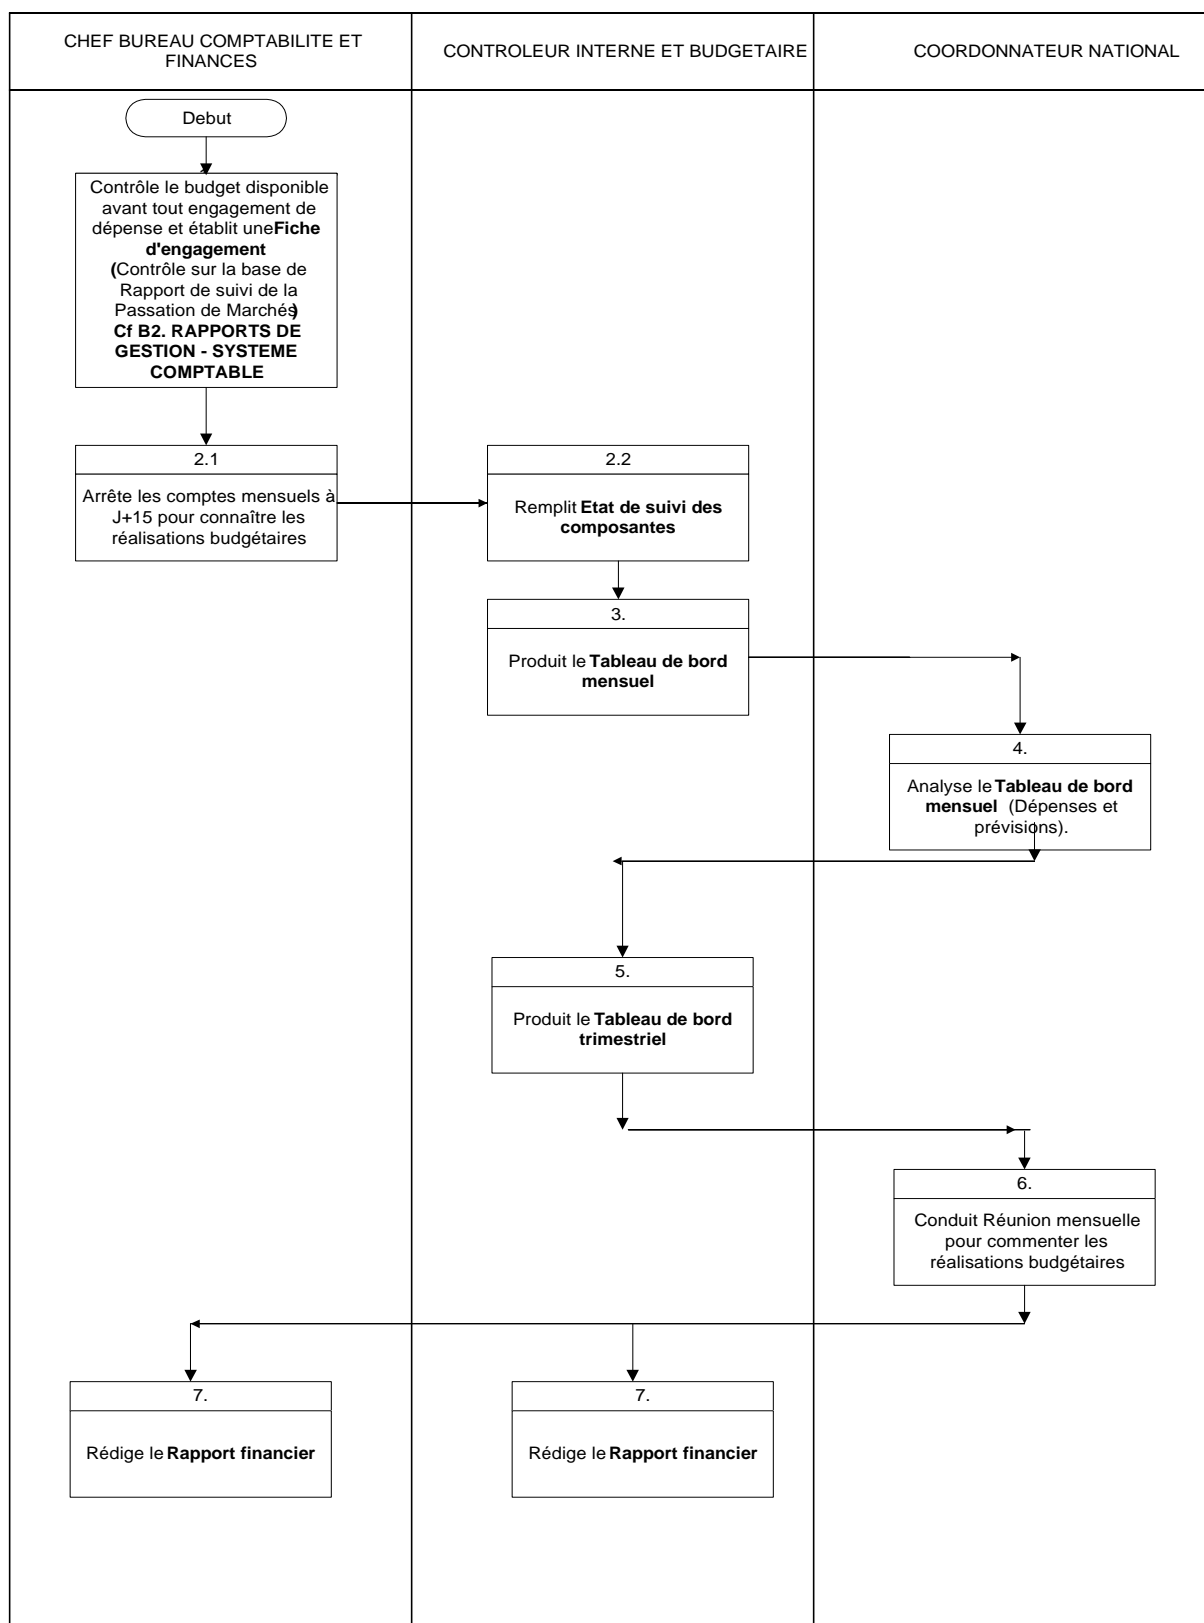 CHEF BUREAU COMPTABILITE ET
FINANCES
CONTROLEUR INTERNE ET BUDGETAIRE
COORDONNATEUR NATIONAL
Debut
Contrôle le budget disponible
avant tout engagement de
dépense et établit une Fiche
d'engagement
(Contrôle sur la base de
Rapport de suivi de la
Passation de Marchés)
Cf B2. RAPPORTS DE
GESTION - SYSTEME
COMPTABLE
2.1
Arrête les comptes mensuels à
J+15 pour connaître les
réalisations budgétaires
2.2
Remplit Etat de suivi des
composantes
3.
Produit le Tableau de bord
mensuel
4.
Analyse le Tableau de bord
mensuel (Dépenses et
prévisions).
5.
Produit le Tableau de bord
trimestriel
6.
Conduit Réunion mensuelle
pour commenter les
réalisations budgétaires
7.
Rédige le Rapport financier
7.
Rédige le Rapport financier